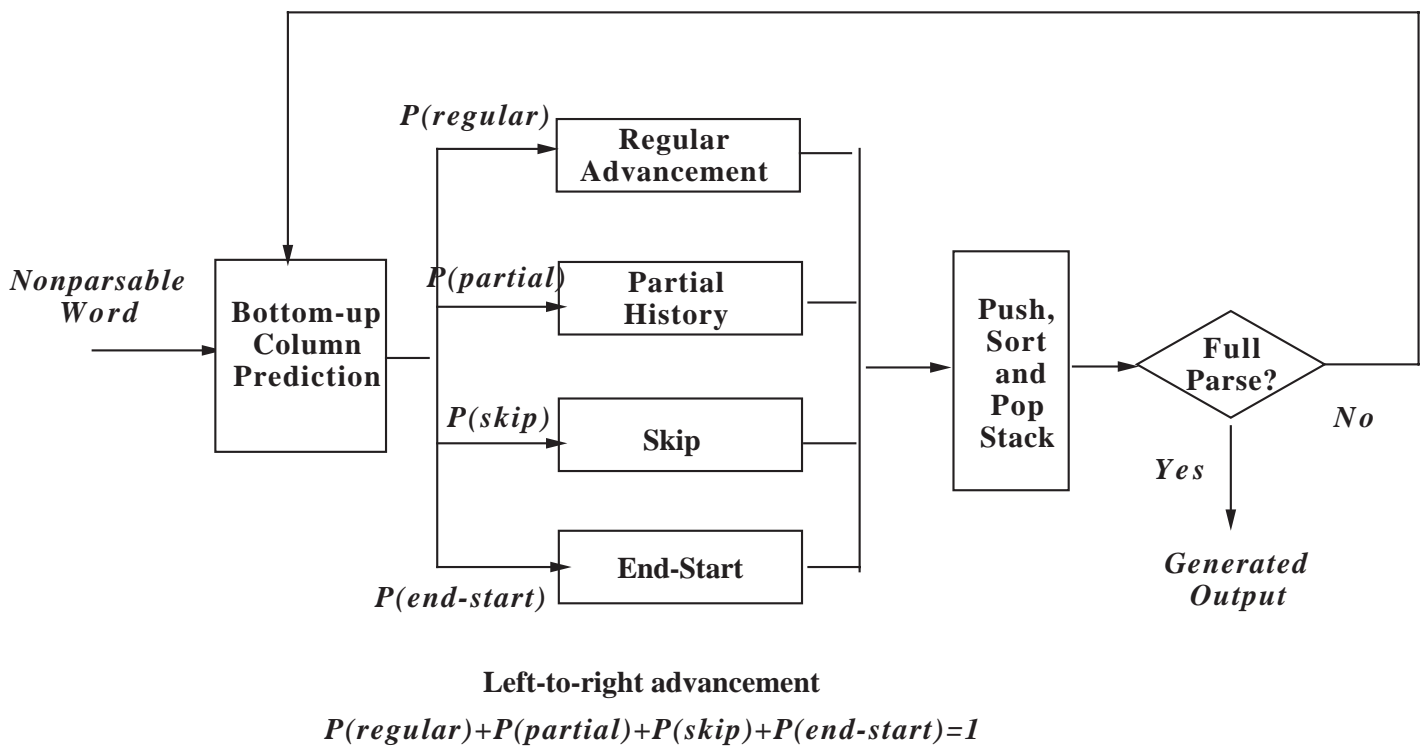 P(regular)
Regular
Advancement
Nonparsable
Word
Bottom-up
Column
Prediction
P(partial)
Partial
History
P(skip)
Skip
P(end-start)
End-Start
Push,
Sort
and
Pop
Stack
Full
Parse?
No
Yes
Generated
Output
Left-to-right advancement
P(regular)+P(partial)+P(skip)+P(end-start)=1